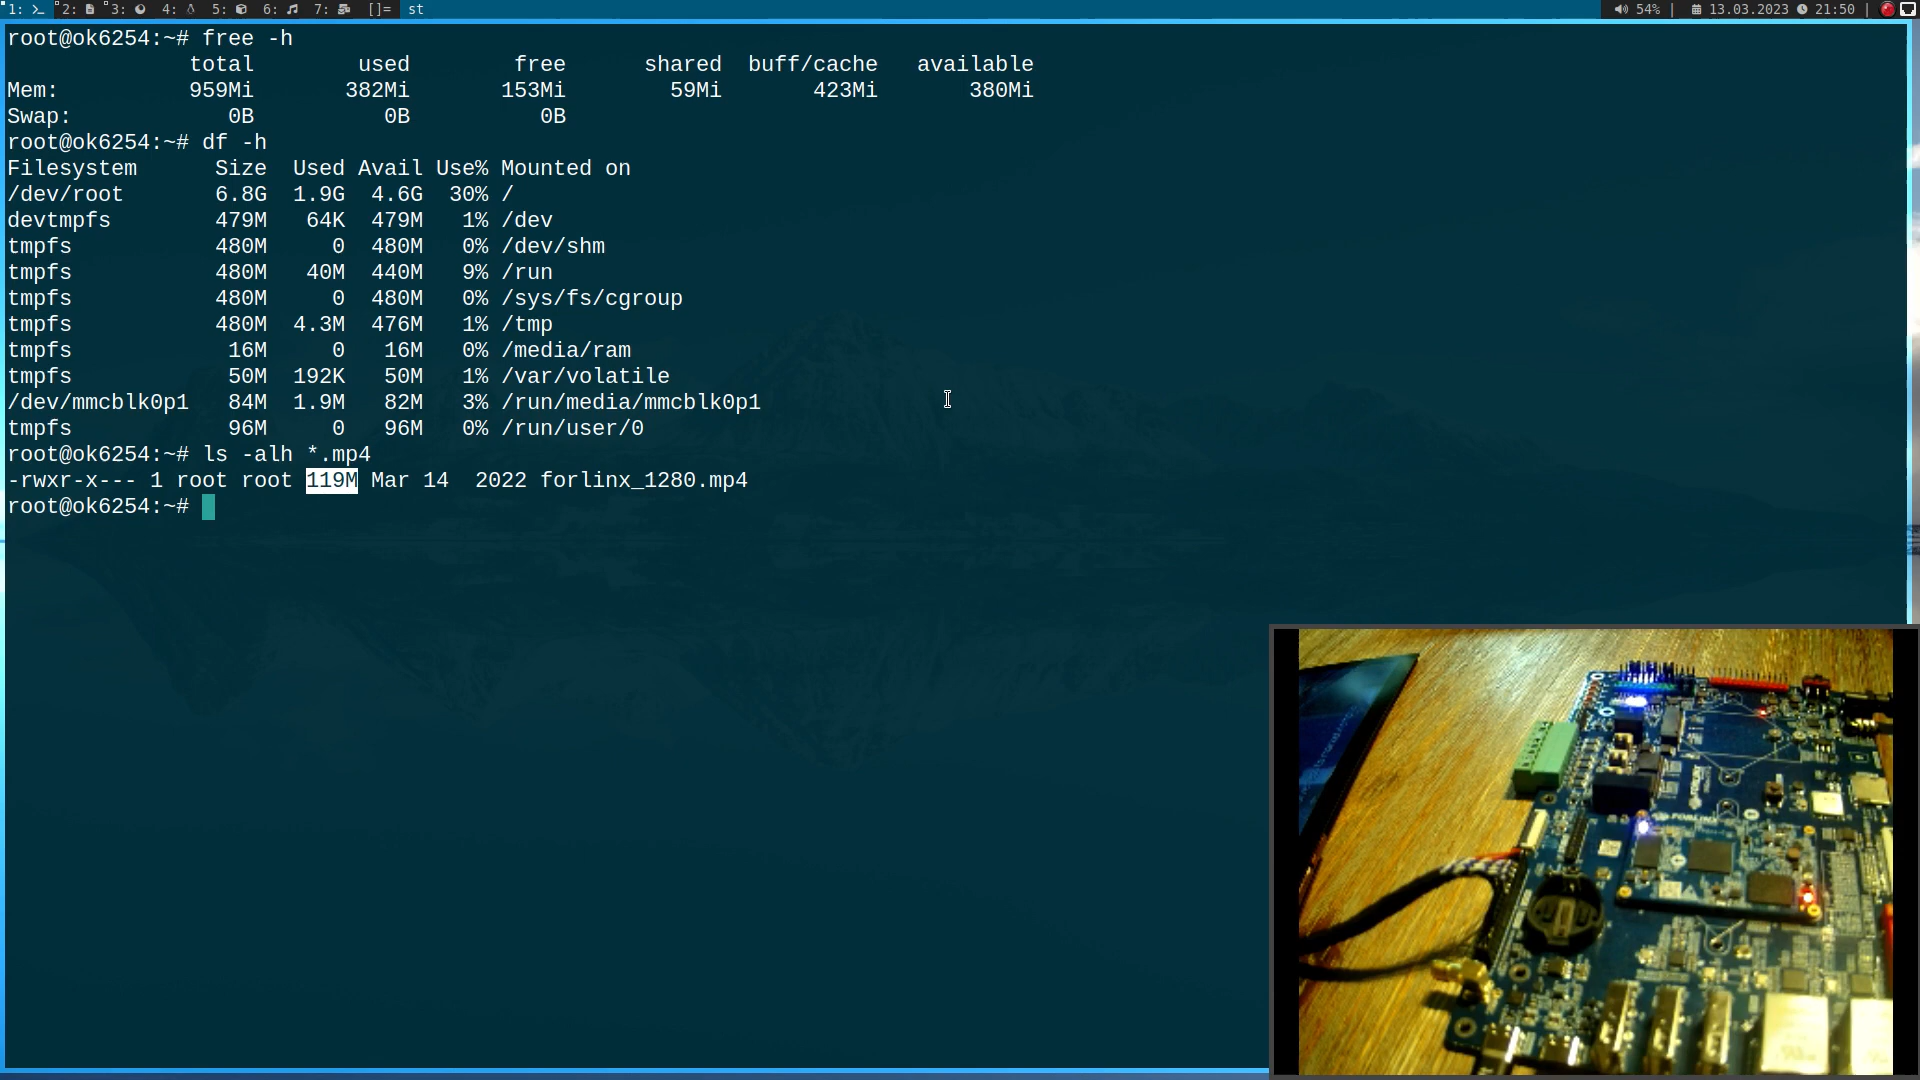 1: 2: 3: 4: 5: 6: 7: []= st 54% | 13.03.2023 21:50 |
root@ok6254:~# free -h
total used free shared buff/cache available
Mem: 959Mi 382Mi 153Mi 59Mi 423Mi 380Mi
Swap: 0B 0B 0B
root@ok6254:~# df -h
Filesystem Size Used Avail Use% Mounted on
/dev/root 6.8G 1.9G 4.6G 30% /
devtmpfs 479M 64K 479M 1% /dev
tmpfs 480M 0 480M 0% /dev/shm
tmpfs 480M 40M 440M 9% /run
tmpfs 480M 0 480M 0% /sys/fs/cgroup
tmpfs 480M 4.3M 476M 1% /tmp
tmpfs 16M 0 16M 0% /media/ram
tmpfs 50M 192K 50M 1% /var/volatile
/dev/mmcblk0p1 84M 1.9M 82M 3% /run/media/mmcblk0p1
tmpfs 96M 0 96M 0% /run/user/0
root@ok6254:~# ls -alh *.mp4
-rwxr-x--- 1 root root 119M Mar 14 2022 forlinx_1280.mp4
root@ok6254:~#